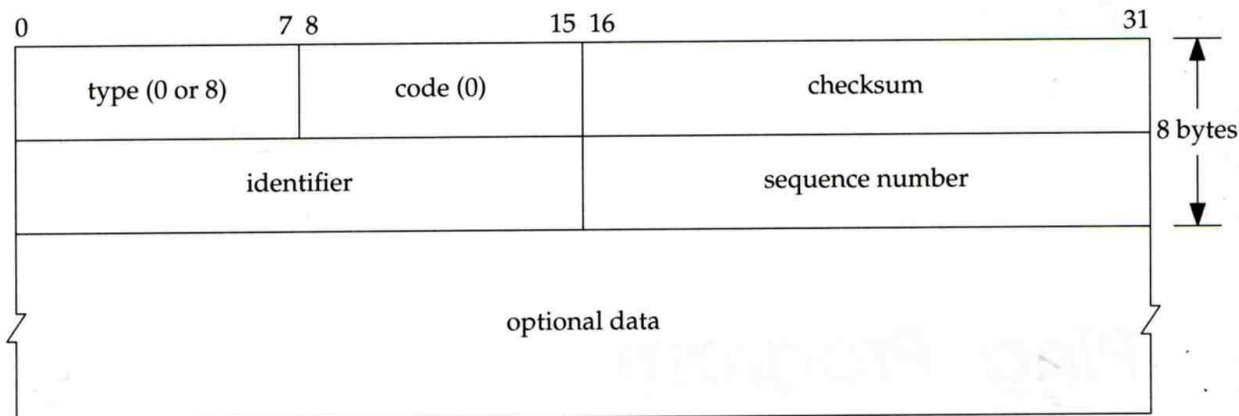 0 7 8 15 16 31
type (0 or 8) code (0) checksum
8 bytes
identifier sequence number
optional data